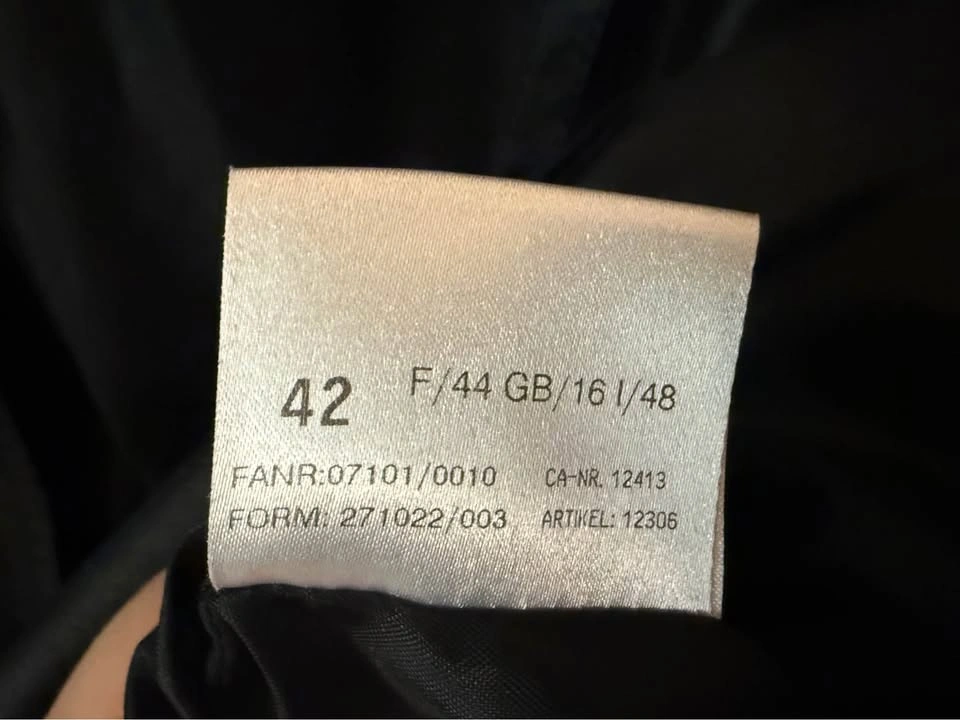 42 F/44 GB/16 I/48
FANR:07101/0010 CA-NR. 12413
FORM: 271022/003 ARTIKEL: 12306